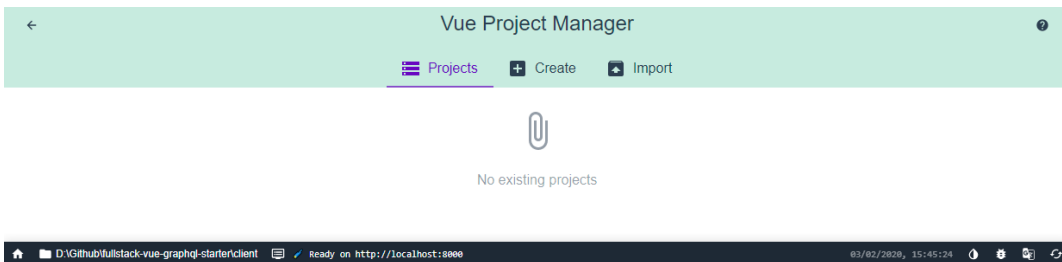 Vue Project Manager
Projects Create Import
No existing projects
D:\Github\fullstack-vue-graphql-starter\client Ready on http://localhost:8000 03/02/2020, 15:45:24